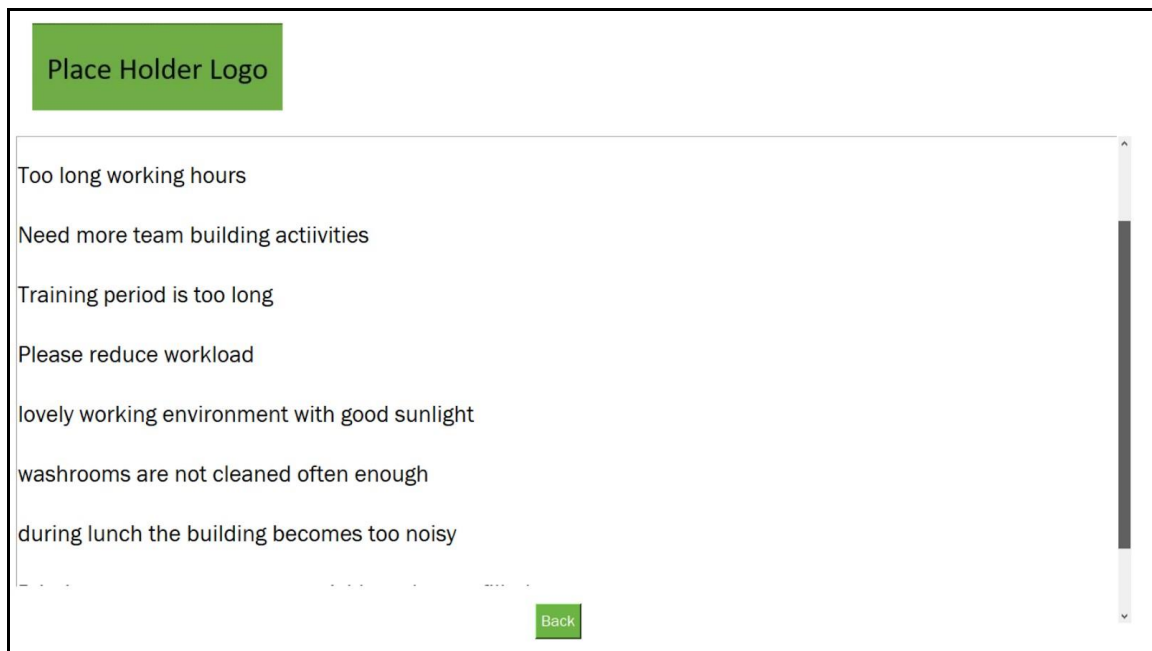 Place Holder Logo
Too long working hours
Need more team building actiivities
Training period is too long
Please reduce workload
lovely working environment with good sunlight
washrooms are not cleaned often enough
during lunch the building becomes too noisy
Back